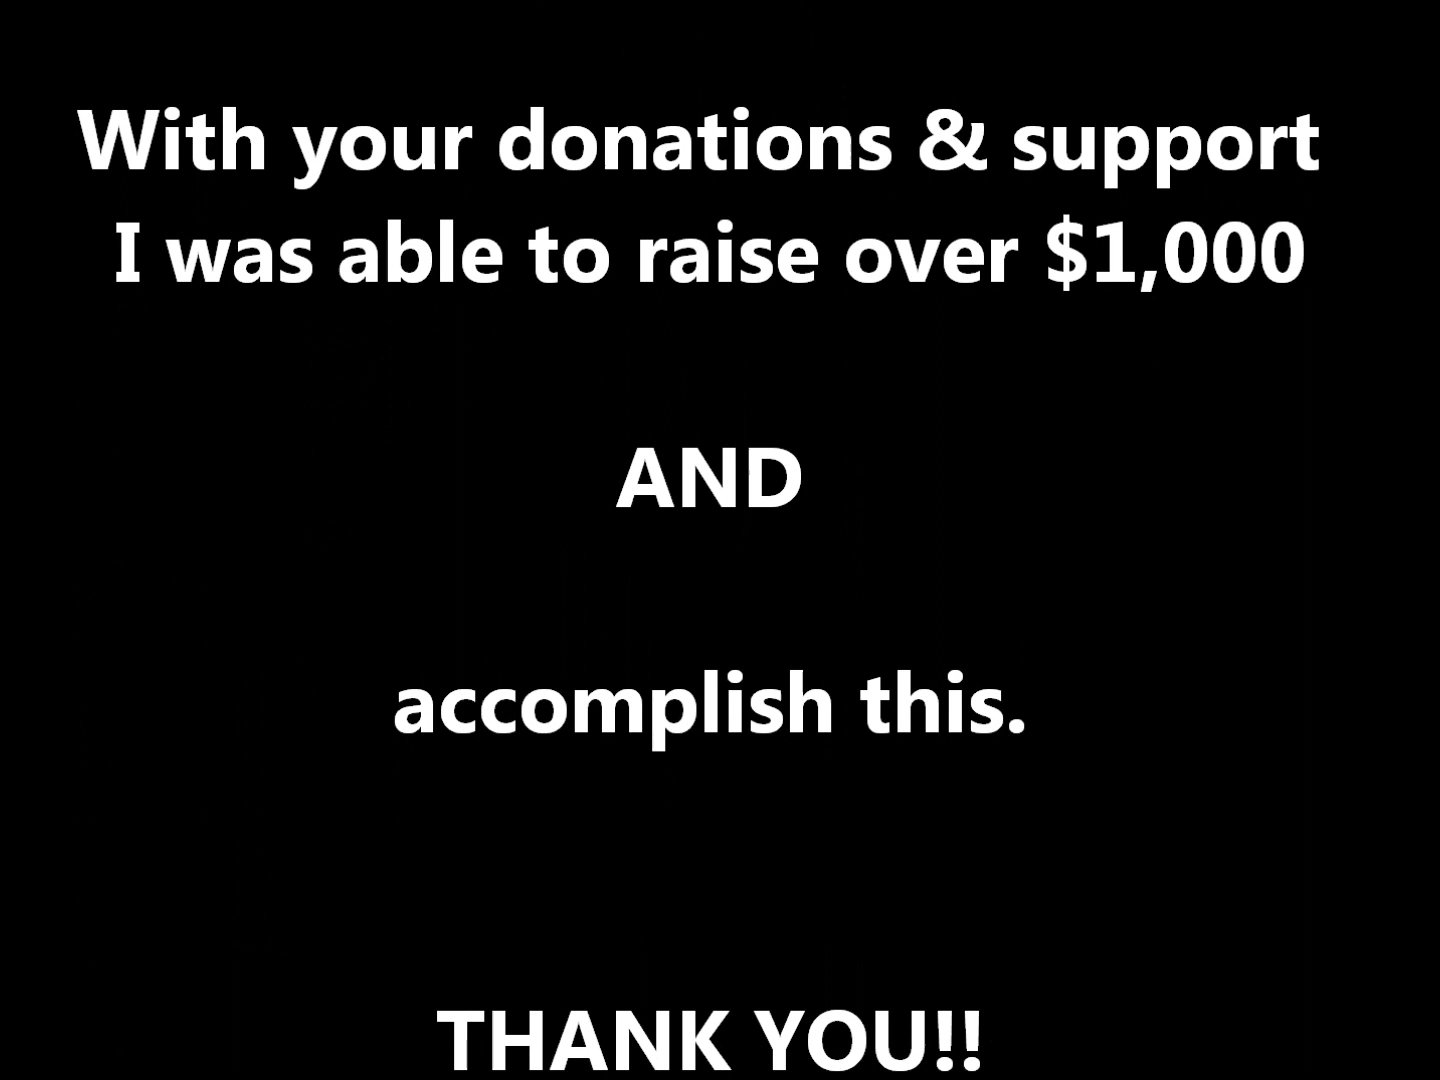 With your donations & support
I was able to raise over $1,000
AND
accomplish this.
THANK YOU!!